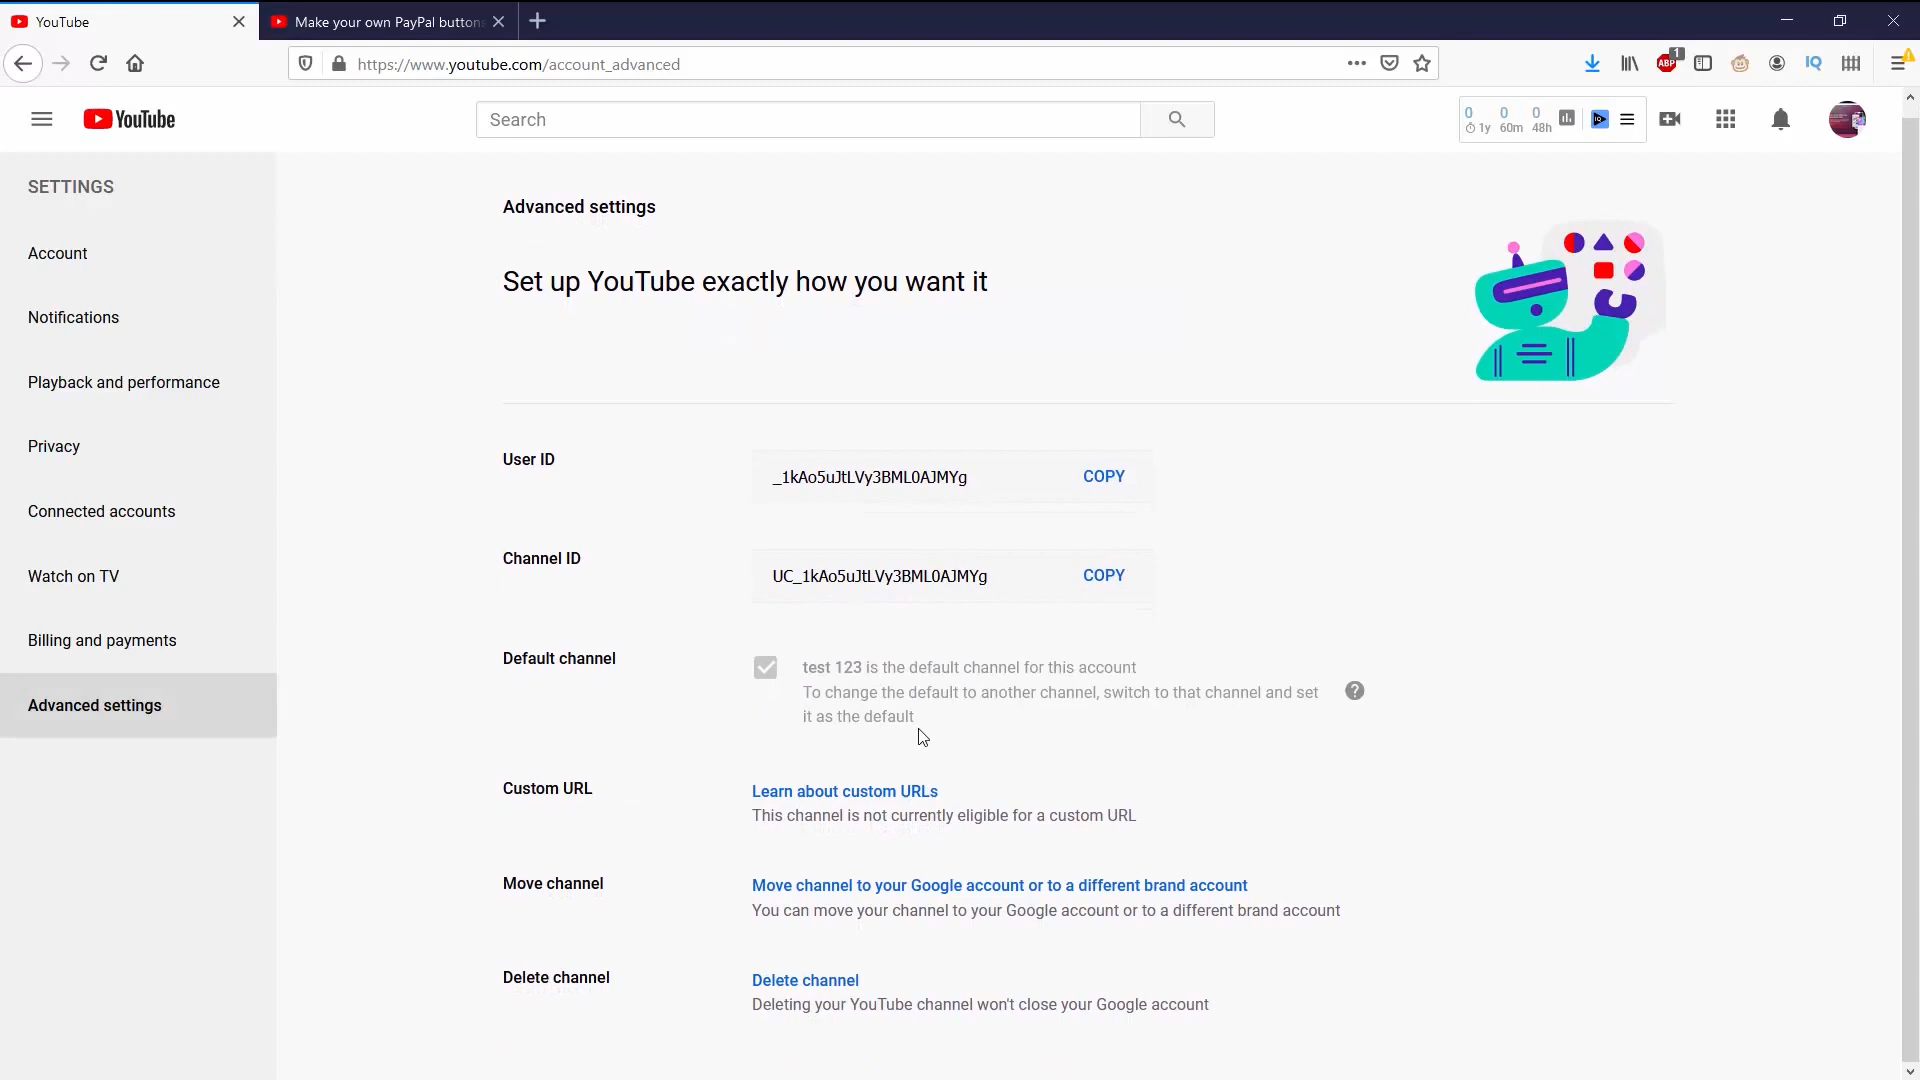 YouTube
Make your own PayPal buttons
https://www.youtube.com/account_advanced
ABP
1
IQ
YouTube
Search
0 0 0
1y 60m 48h
SETTINGS
Account
Notifications
Playback and performance
Privacy
Connected accounts
Watch on TV
Billing and payments
Advanced settings
Advanced settings
Set up YouTube exactly how you want it
User ID
_1kAo5uJtLVy3BML0AJMYg COPY
Channel ID
UC_1kAo5uJtLVy3BML0AJMYg COPY
Default channel
test 123 is the default channel for this account
To change the default to another channel, switch to that channel and set
it as the default
Custom URL
Learn about custom URLs
This channel is not currently eligible for a custom URL
Move channel
Move channel to your Google account or to a different brand account
You can move your channel to your Google account or to a different brand account
Delete channel
Delete channel
Deleting your YouTube channel won't close your Google account